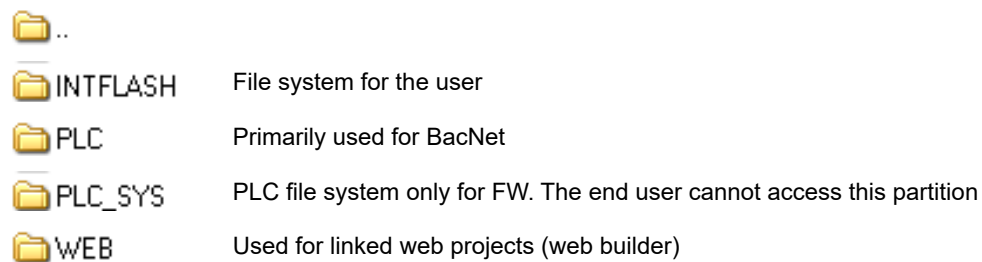 ..
INTFLASH File system for the user
PLC Primarily used for BacNet
PLC_SYS PLC file system only for FW. The end user cannot access this partition
WEB Used for linked web projects (web builder)